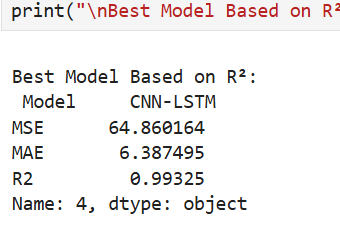 print("\nBest Model Based on R²
Best Model Based on R²:
 Model      CNN-LSTM
MSE      64.860164
MAE       6.387495
R2         0.99325
Name: 4, dtype: object